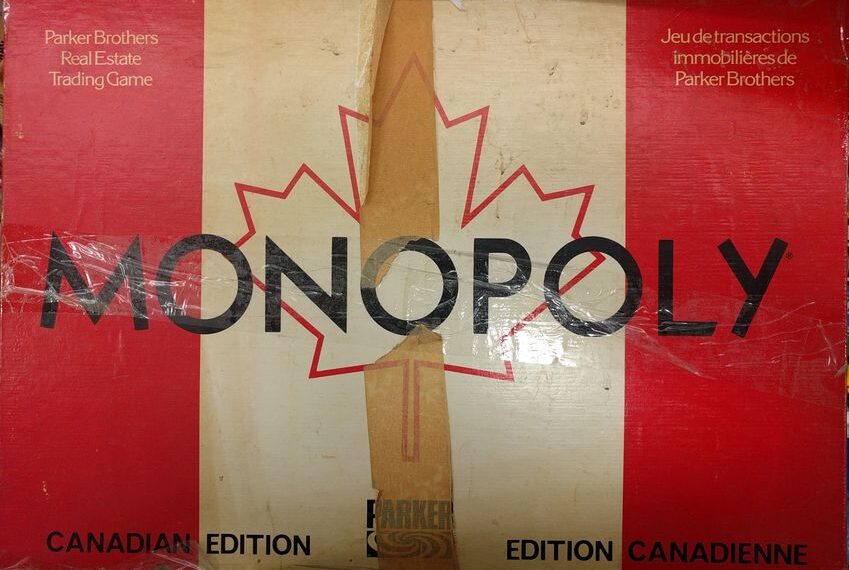 Parker Brothers
Real Estate
Trading Game
Jeu de transactions
immobilières de
Parker Brothers
MONOPOLY®
PARKER
CANADIAN EDITION
EDITION CANADIENNE